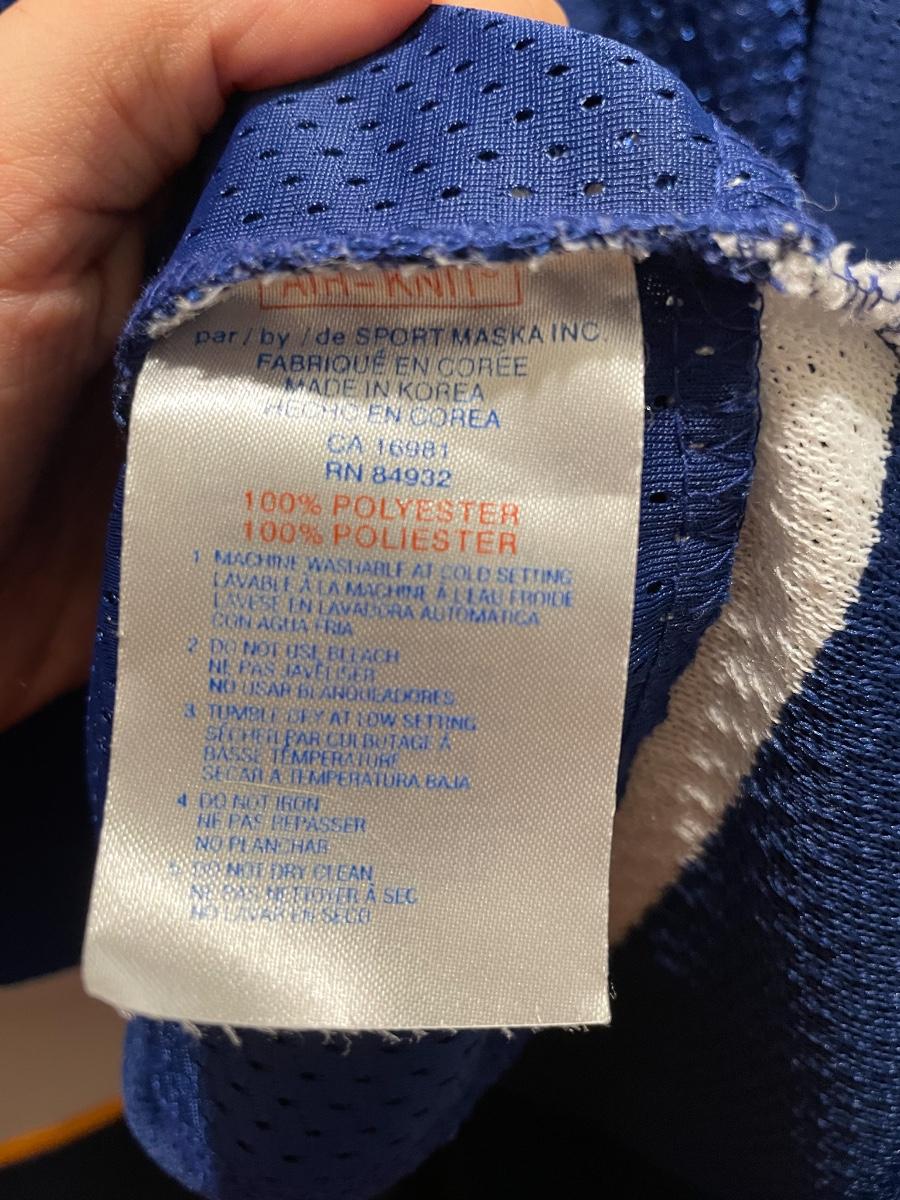 AIR-KNIT
par / by / de SPORT MASKA INC.
FABRIQUÉ EN CORÉE
MADE IN KOREA
HECHO EN COREA
CA 16981
RN 84932
100% POLYESTER
100% POLIESTER
1 MACHINE WASHABLE AT COLD SETTING
LAVABLE À LA MACHINE À L'EAU FROIDE
LAVESE EN LAVADORA AUTOMATICA
CON AGUA FRIA
2 DO NOT USE BLEACH
NE PAS JAVELISER
NO USAR BLANQUEADORES
3 TUMBLE DRY AT LOW SETTING
SÉCHER PAR CULBUTAGE À
BASSE TEMPÉRATURE
SECAR A TEMPERATURA BAJA
4 DO NOT IRON
NE PAS REPASSER
NO PLANCHAR
5 DO NOT DRY CLEAN
NE PAS NETTOYER À SEC
NO LAVAR EN SECO